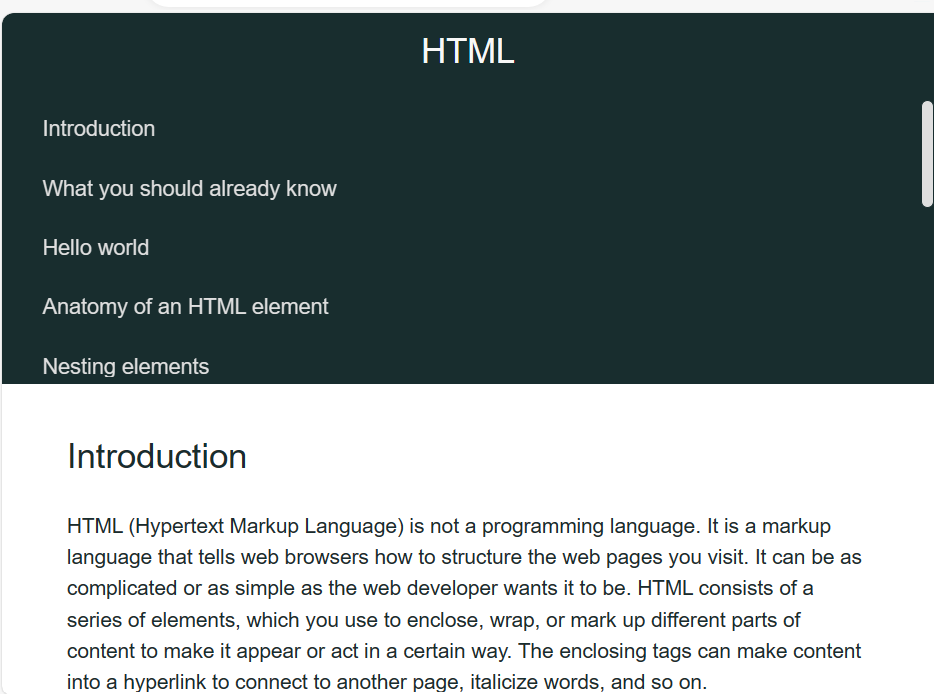 HTML
Introduction
What you should already know
Hello world
Anatomy of an HTML element
Nesting elements
Introduction
HTML (Hypertext Markup Language) is not a programming language. It is a markup
language that tells web browsers how to structure the web pages you visit. It can be as
complicated or as simple as the web developer wants it to be. HTML consists of a
series of elements, which you use to enclose, wrap, or mark up different parts of
content to make it appear or act in a certain way. The enclosing tags can make content
into a hyperlink to connect to another page, italicize words, and so on.